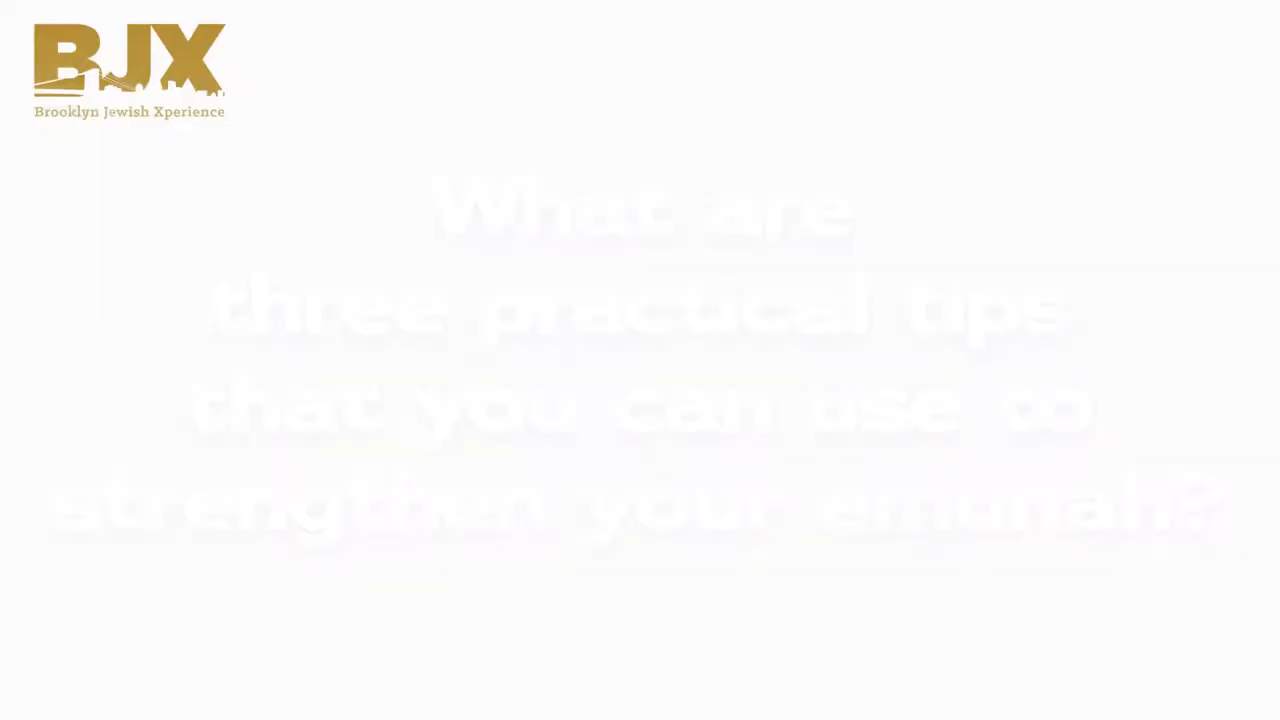 BJX
Brooklyn Jewish Xperience
What are
three practical tips
that you can use to
strengthen your emunah?